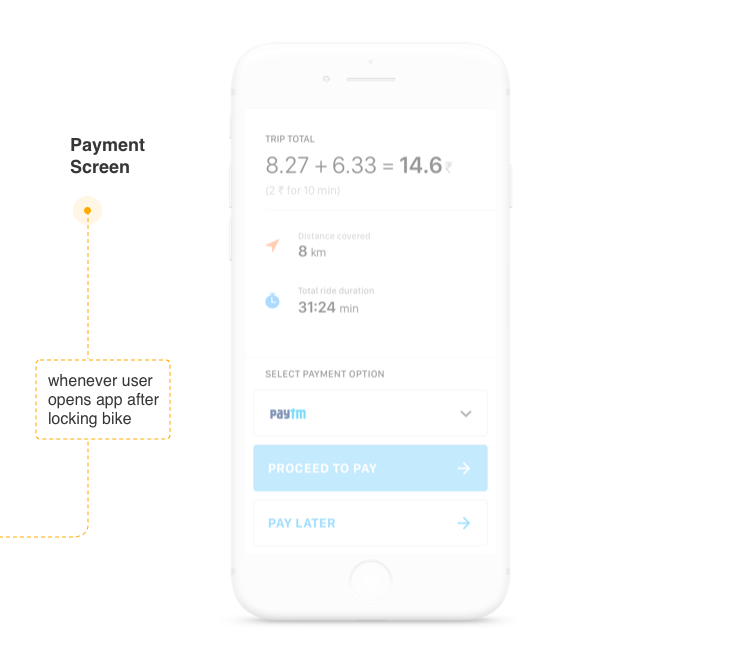 Payment
Screen
whenever user
opens app after
locking bike
TRIP TOTAL
8.27 + 6.33 = 14.6 ₹
(2 ₹ for 10 min)
Distance covered
8 km
Total ride duration
31:24 min
SELECT PAYMENT OPTION
paytm
PROCEED TO PAY
PAY LATER